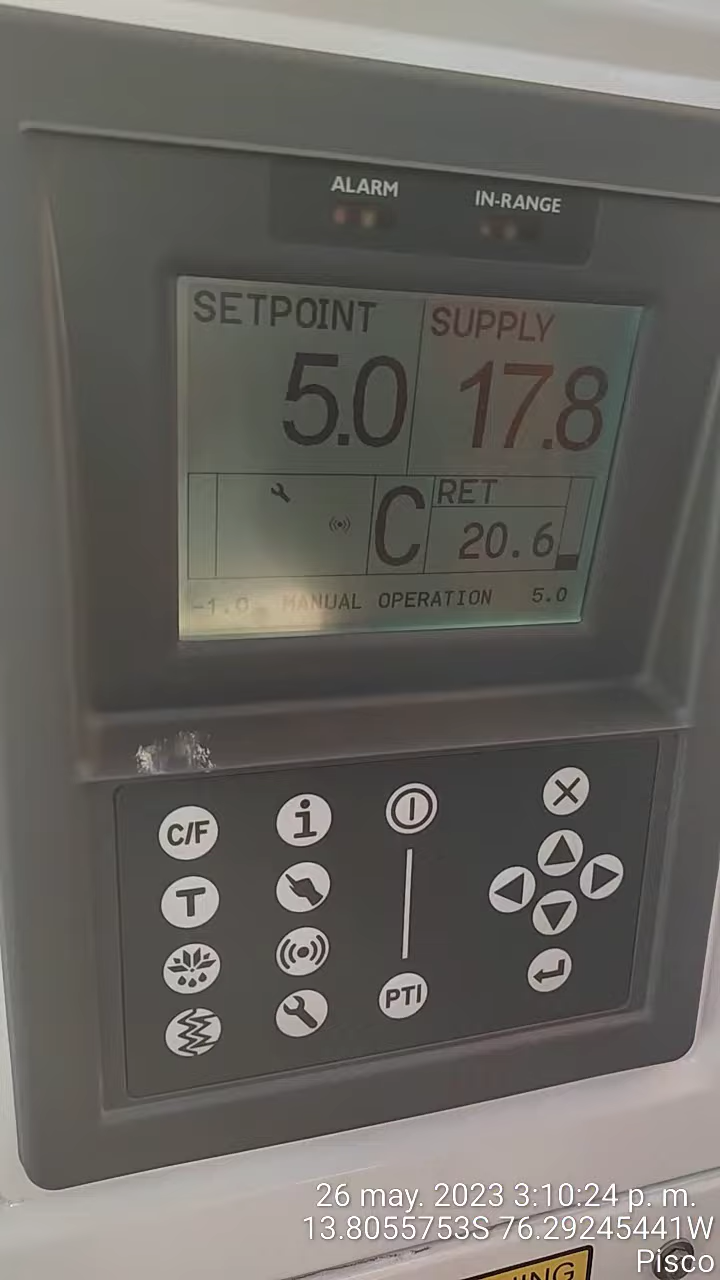 ALARM IN-RANGE
SETPOINT SUPPLY
5.0 17.8
C RET
20.6
-1.0 MANUAL OPERATION 5.0
C/F i
T
PTI
26 may. 2023 3:10:24 p. m.
13.8055753S 76.29245441W
Pisco